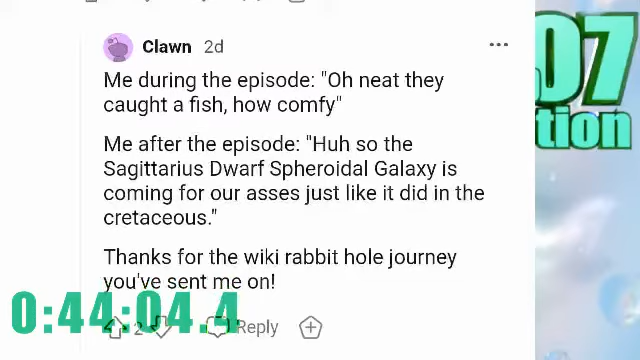 Clawn 2d
07
tion
Me during the episode: "Oh neat they
caught a fish, how comfy"
Me after the episode: "Huh so the
Sagittarius Dwarf Spheroidal Galaxy is
coming for our asses just like it did in the
cretaceous."
Thanks for the wiki rabbit hole journey
you've sent me on!
0:44:04.4
2 Reply